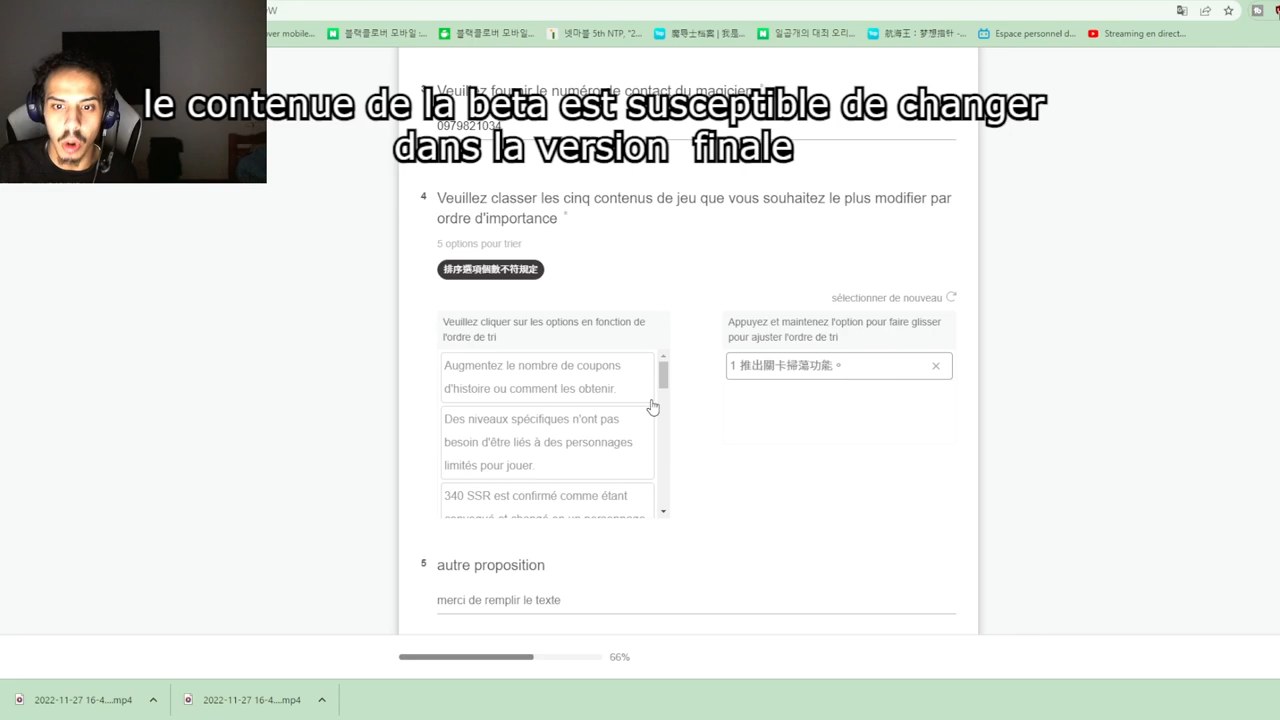 over mobile...
블랙클로버 모바일 :...
블랙클로버 모바일...
넷마블 5th NTP, "2...
魔导士档案 | 我是...
일곱개의 대죄 오리...
航海王：梦想指针 -...
Espace personnel d...
Streaming en direct...
Veuillez fournir le numéro de contact du magicien
le contenue de la beta est susceptible de changer
0979821034
dans la version finale
4 Veuillez classer les cinq contenus de jeu que vous souhaitez le plus modifier par
ordre d'importance *
5 options pour trier
排序選項個數不符規定
sélectionner de nouveau
Veuillez cliquer sur les options en fonction de
l'ordre de tri
Appuyez et maintenez l'option pour faire glisser
pour ajuster l'ordre de tri
Augmentez le nombre de coupons
d'histoire ou comment les obtenir.
1 推出關卡掃蕩功能。
Des niveaux spécifiques n'ont pas
besoin d'être liés à des personnages
limités pour jouer.
340 SSR est confirmé comme étant
5 autre proposition
merci de remplir le texte
66%
2022-11-27 16-4....mp4
2022-11-27 16-4....mp4